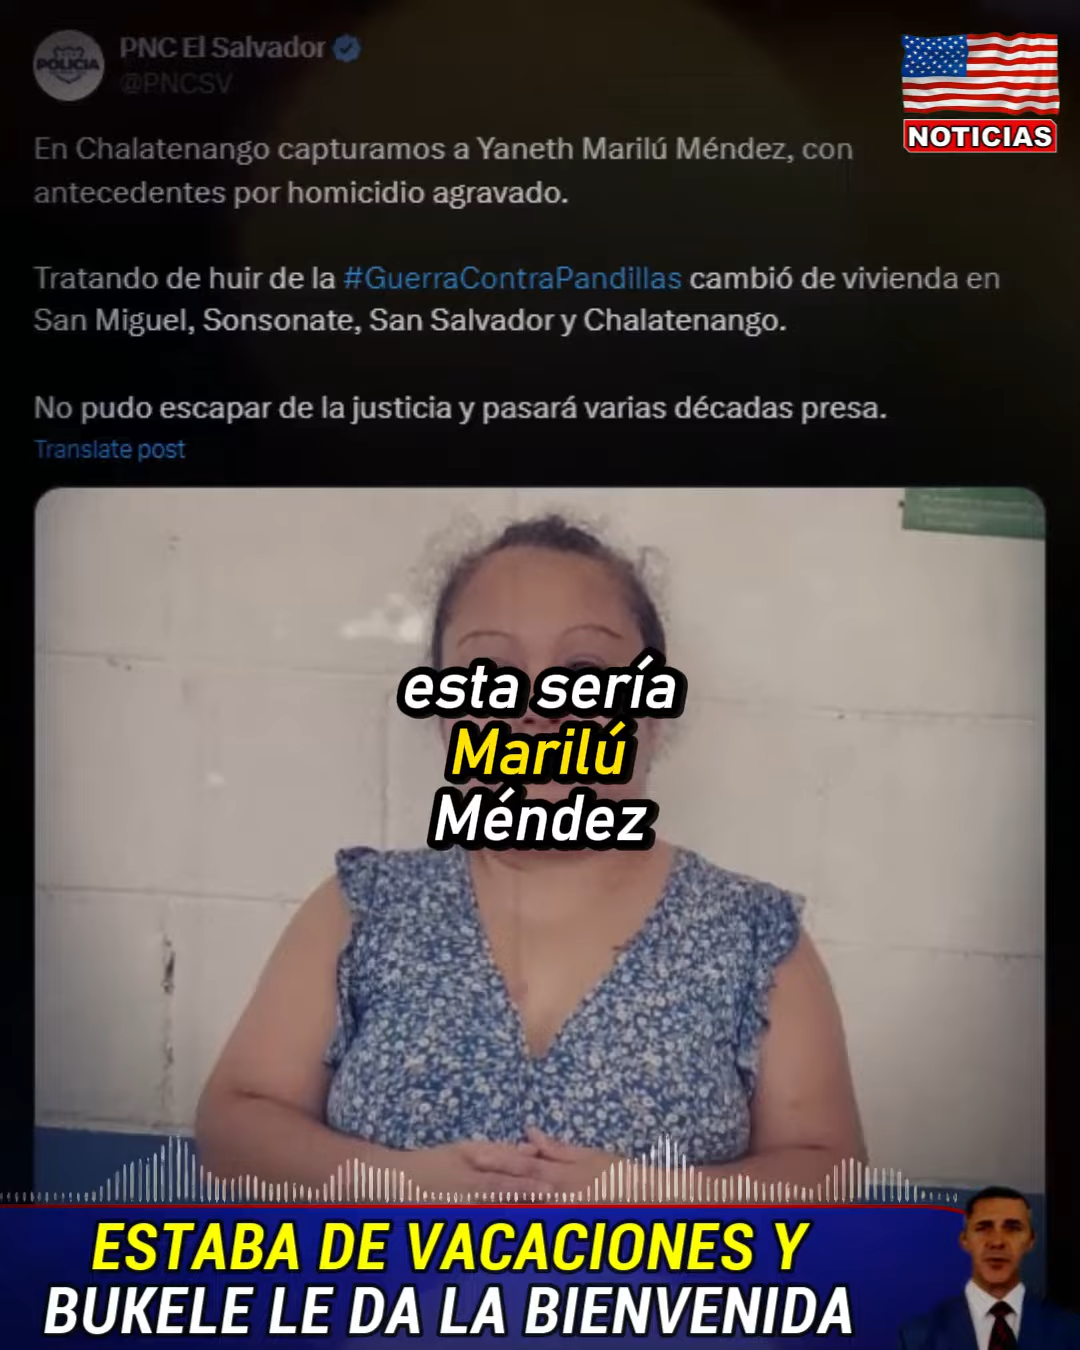 POLICIA
PNC El Salvador
@PNCSV
NOTICIAS
En Chalatenango capturamos a Yaneth Marilú Méndez, con
antecedentes por homicidio agravado.
Tratando de huir de la #GuerraContraPandillas cambió de vivienda en
San Miguel, Sonsonate, San Salvador y Chalatenango.
No pudo escapar de la justicia y pasará varias décadas presa.
Translate post
esta sería
Marilú
Méndez
ESTABA DE VACACIONES Y
BUKELE LE DA LA BIENVENIDA